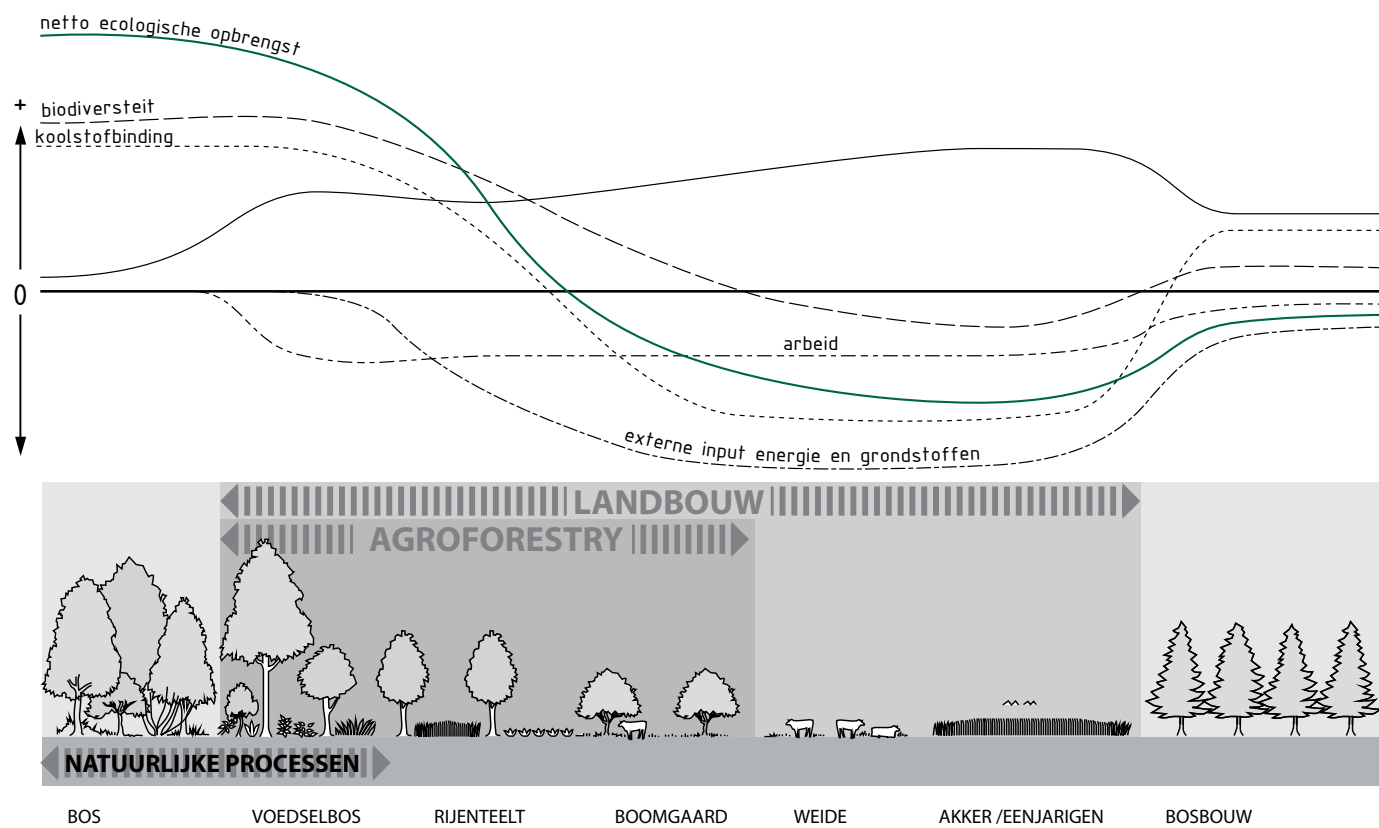 netto ecologische opbrengst
+
biodiversteit
koolstofbinding
0
arbeid
externe input energie en grondstoffen
LANDBOUW
AGROFORESTRY
NATUURLIJKE PROCESSEN
BOS VOEDSELBOS RIJENTEELT BOOMGAARD WEIDE AKKER /EENJARIGEN BOSBOUW